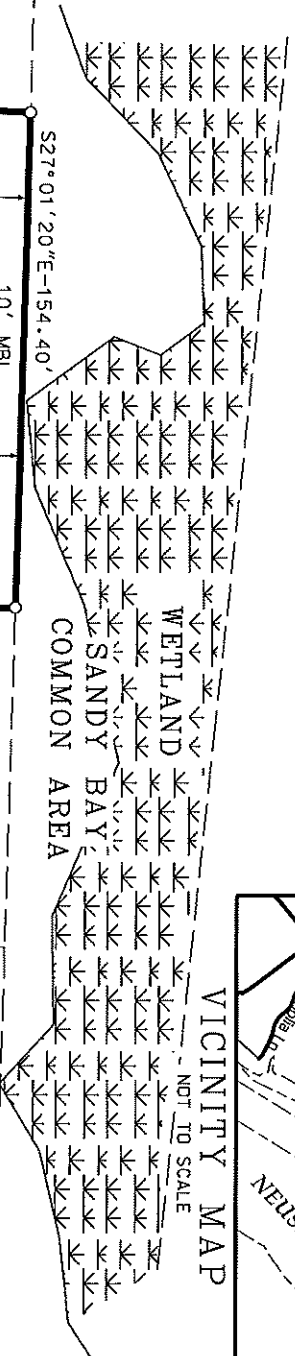 VICINITY MAP
NOT TO SCALE
NEUS
WETLAND
SANDY BAY
COMMON AREA
S27°01'20"E-154.40'
10' MBL